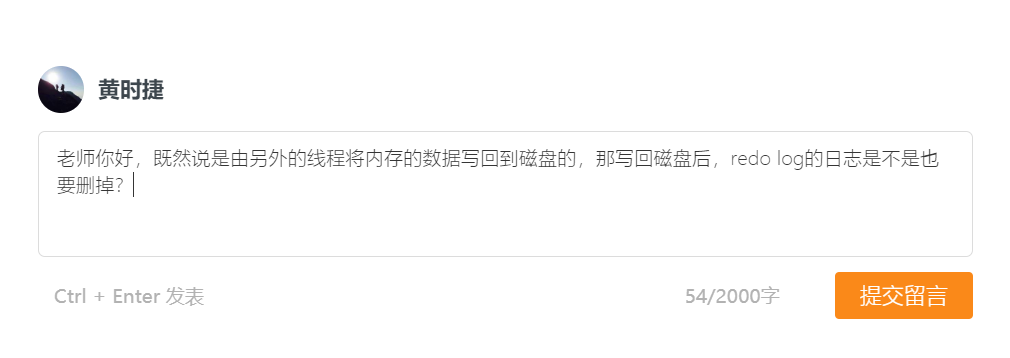 黄时捷
老师你好，既然说是由另外的线程将内存的数据写回到磁盘的，那写回磁盘后，redo log的日志是不是也
要删掉？
Ctrl + Enter 发表
54/2000字
提交留言